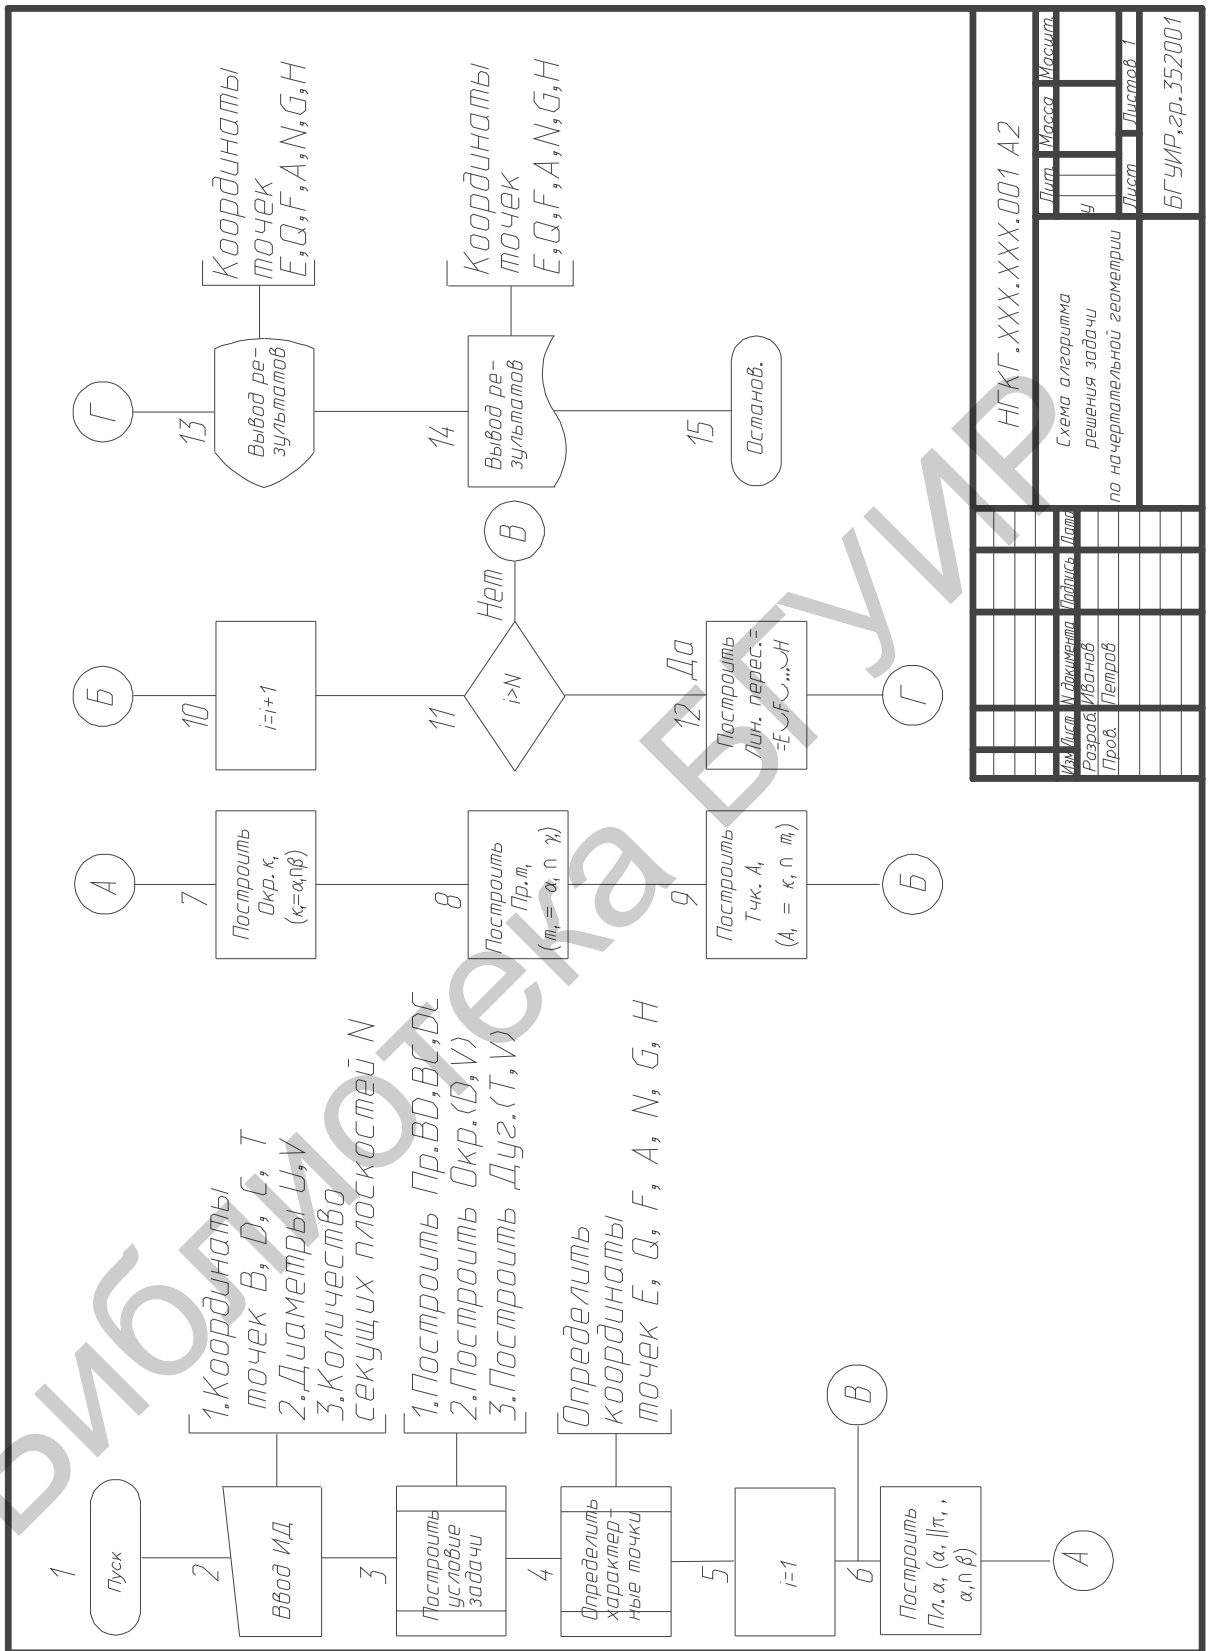 1
Пуск
2
Ввод ИД
1.Координаты
точек B, D, C, T
2.Диаметры U,V
3.Количество
секущих плоскостей N
3
Построить
условие
задачи
1.Построить Пр.BD,BC,DC
2.Построить Окр.(D,V)
3.Построить Дуг.(T,V)
4
Определить
характер-
ные точки
Определить
координаты
точек E, Q, F, A, N, G, H
5
i=1
В
6
Построить
Пл.α, (α₁||π₁,
α₁∩β)
А
А
7
Построить
Окр.κ₁
(κ₁=α₁∩β)
8
Построить
Пр.m₁
(m₁ = α₁ ∩ γ₁)
9
Построить
Тчк. A₁
(A₁ = κ₁ ∩ m₁)
Б
Б
10
i=i+1
11
i>N
Нет
В
12
Да
Построить
Лин. перес.=
=E∪F∪...∪H
Г
Г
13
Вывод ре-
зультатов
Координаты
точек
E,Q,F,A,N,G,H
14
Вывод ре-
зультатов
Координаты
точек
E,Q,F,A,N,G,H
15
Останов.
НГКГ.XXX.XXX.001 А2
Изм Лист N документа Подпись Дата
Разраб. Иванов
Пров. Петров
Схема алгоритма
решения задачи
по начертательной геометрии
Лит. Масса Масшт.
у
Лист Листов 1
БГУИР,гр.352001
Библиотека БГУИР